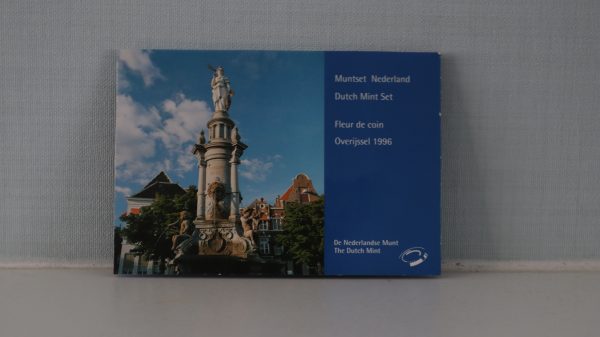 Muntset Nederland
Dutch Mint Set
Fleur de coin
Overijssel 1996
De Nederlandse Munt
The Dutch Mint